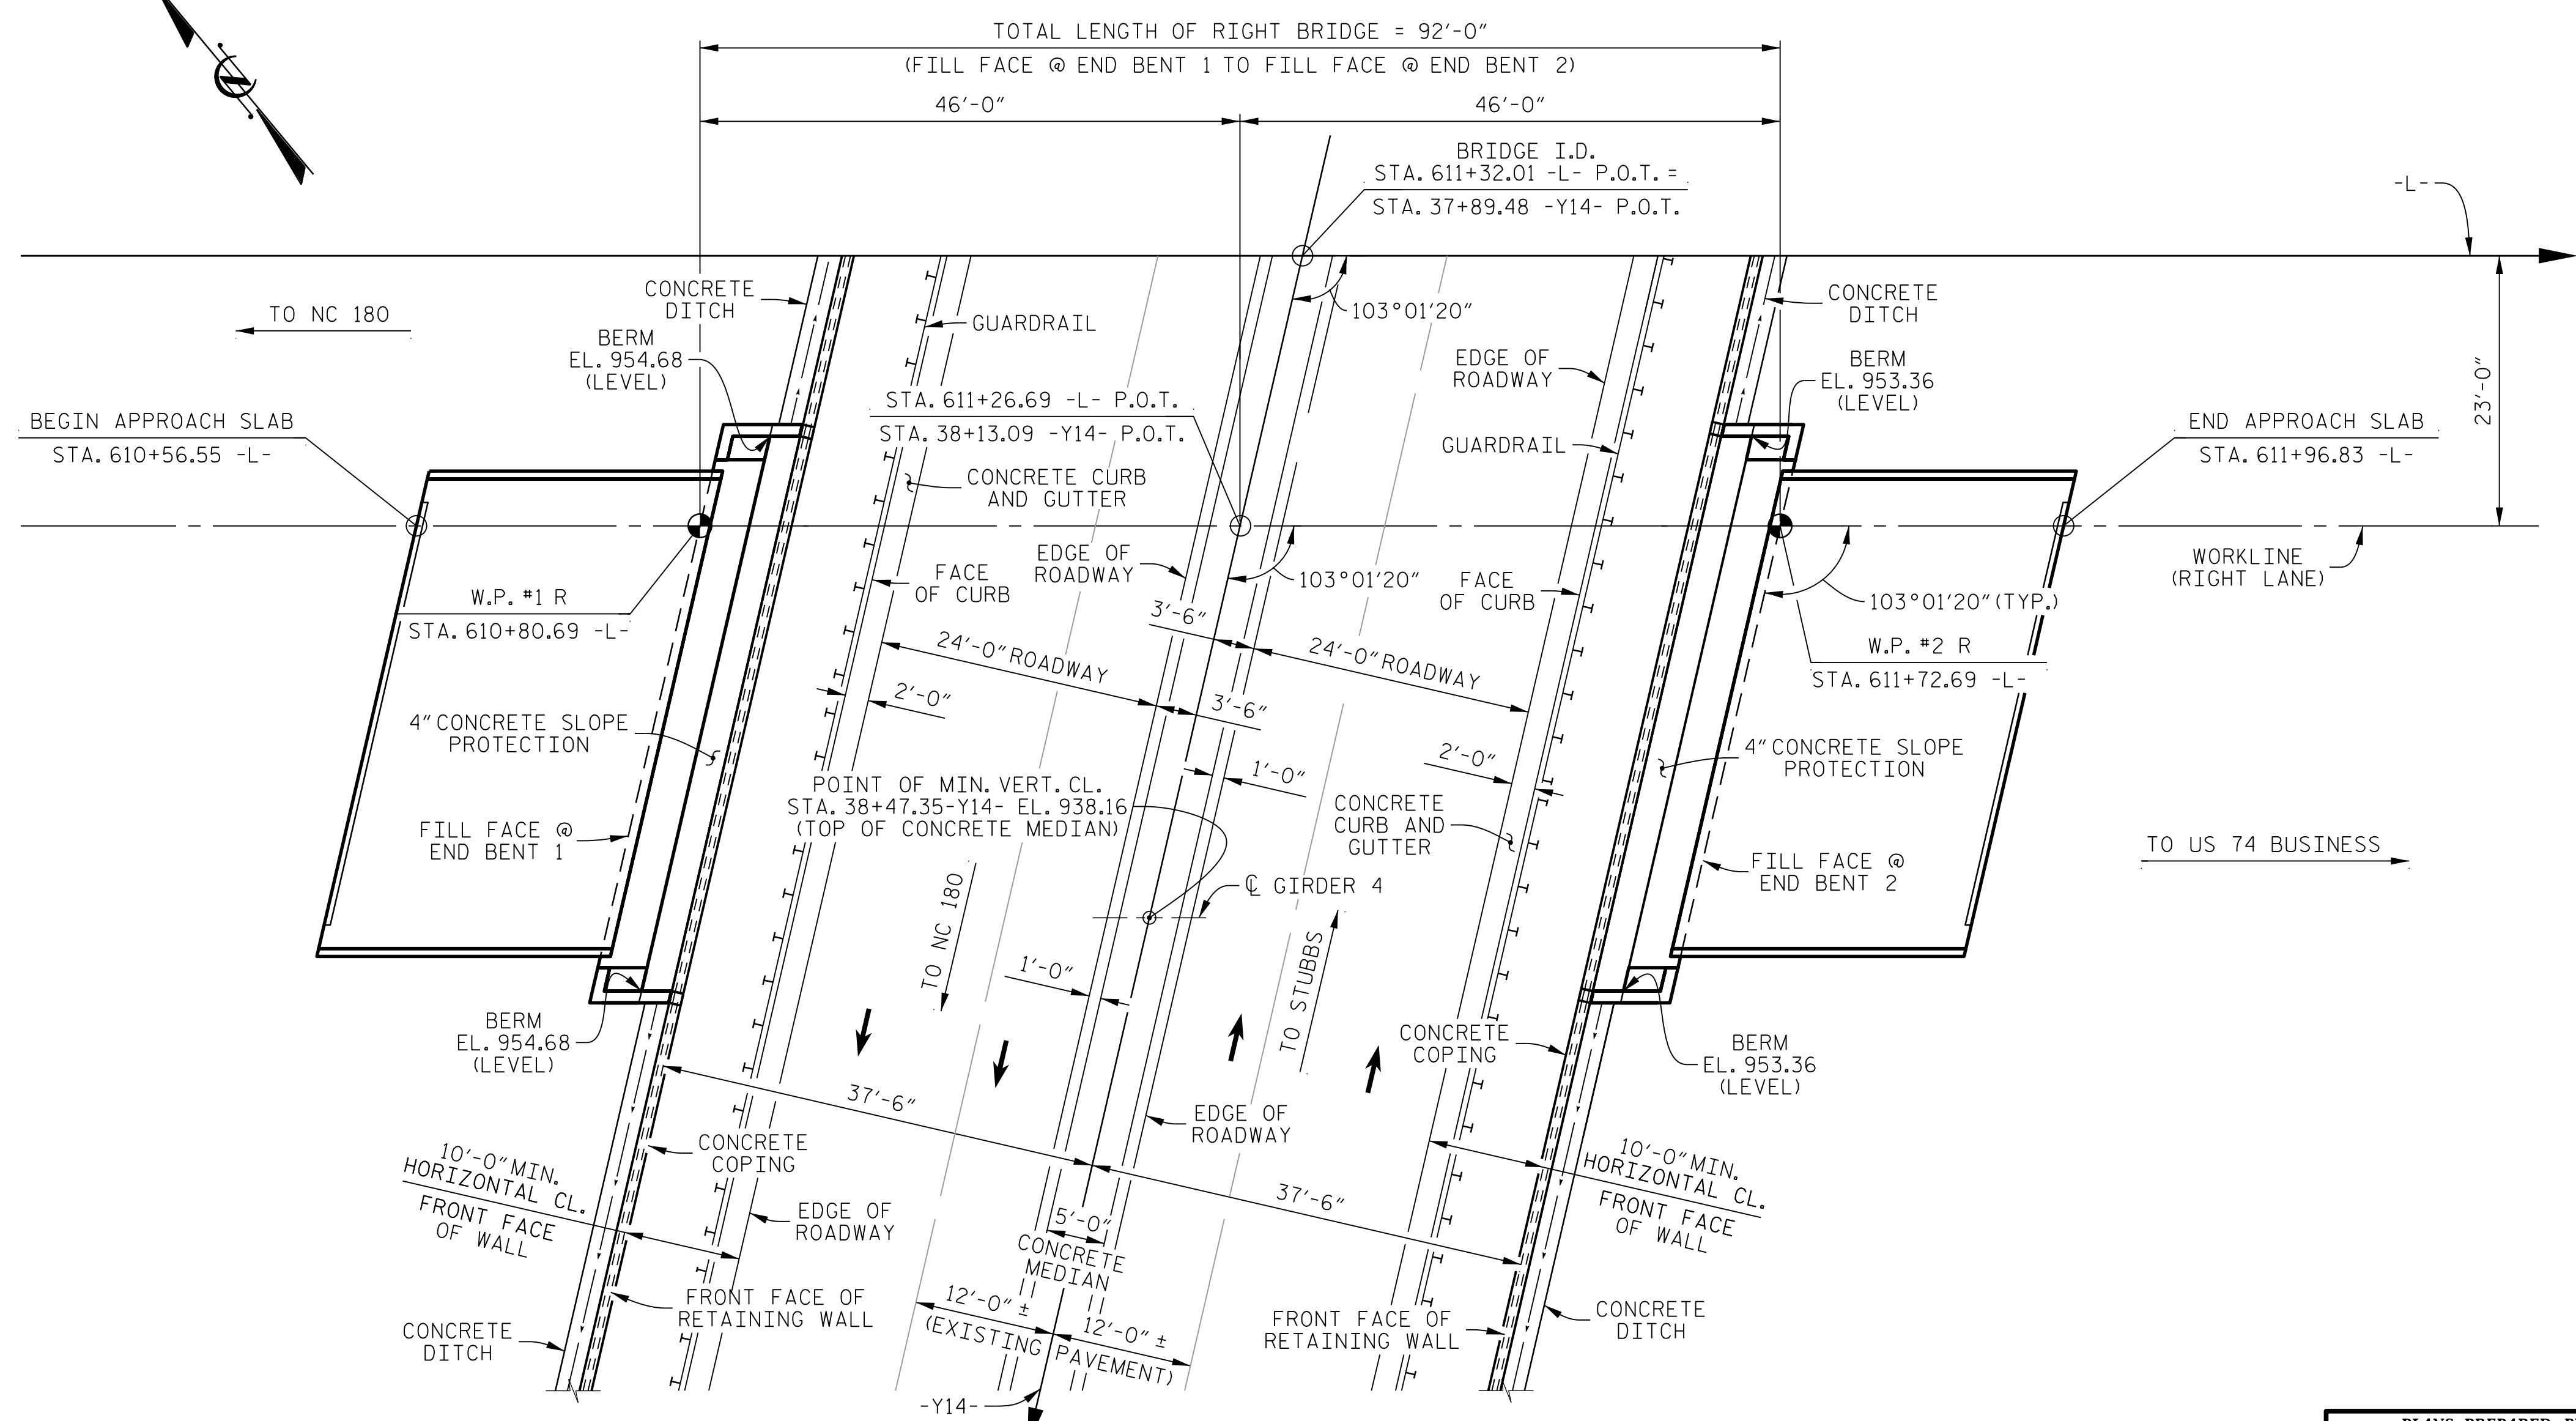 TOTAL LENGTH OF RIGHT BRIDGE = 92'-0"
(FILL FACE @ END BENT 1 TO FILL FACE @ END BENT 2)
46'-0"
46'-0"
BRIDGE I.D.
STA. 611+32.01 -L- P.O.T. =
STA. 37+89.48 -Y14- P.O.T.
-L-
TO NC 180
CONCRETE
DITCH
BERM
EL. 954.68
(LEVEL)
GUARDRAIL
103°01'20"
EDGE OF
ROADWAY
CONCRETE
DITCH
BERM
EL. 953.36
(LEVEL)
23'-0"
BEGIN APPROACH SLAB
STA. 610+56.55 -L-
STA. 611+26.69 -L- P.O.T.
STA. 38+13.09 -Y14- P.O.T.
GUARDRAIL
END APPROACH SLAB
STA. 611+96.83 -L-
CONCRETE CURB
AND GUTTER
EDGE OF
ROADWAY
FACE
OF CURB
103°01'20"
FACE
OF CURB
WORKLINE
(RIGHT LANE)
W.P. #1 R
STA. 610+80.69 -L-
103°01'20" (TYP.)
W.P. #2 R
STA. 611+72.69 -L-
3'-6"
24'-0" ROADWAY
24'-0" ROADWAY
2'-0"
3'-6"
4" CONCRETE SLOPE
PROTECTION
2'-0"
4" CONCRETE SLOPE
PROTECTION
1'-0"
POINT OF MIN. VERT. CL.
STA. 38+47.35 -Y14- EL. 938.16
(TOP OF CONCRETE MEDIAN)
CONCRETE
CURB AND
GUTTER
FILL FACE @
END BENT 1
TO US 74 BUSINESS
FILL FACE @
END BENT 2
℄ GIRDER 4
TO NC 180
TO STUBBS
1'-0"
BERM
EL. 954.68
(LEVEL)
CONCRETE
COPING
BERM
EL. 953.36
(LEVEL)
37'-6"
EDGE OF
ROADWAY
CONCRETE
COPING
10'-0" MIN.
HORIZONTAL CL.
FRONT FACE
OF WALL
37'-6"
10'-0" MIN.
HORIZONTAL CL.
FRONT FACE
OF WALL
EDGE OF
ROADWAY
5'-0"
CONCRETE
MEDIAN
FRONT FACE OF
RETAINING WALL
12'-0" ±
12'-0" ±
(EXISTING PAVEMENT)
FRONT FACE OF
RETAINING WALL
CONCRETE
DITCH
CONCRETE
DITCH
-Y14-